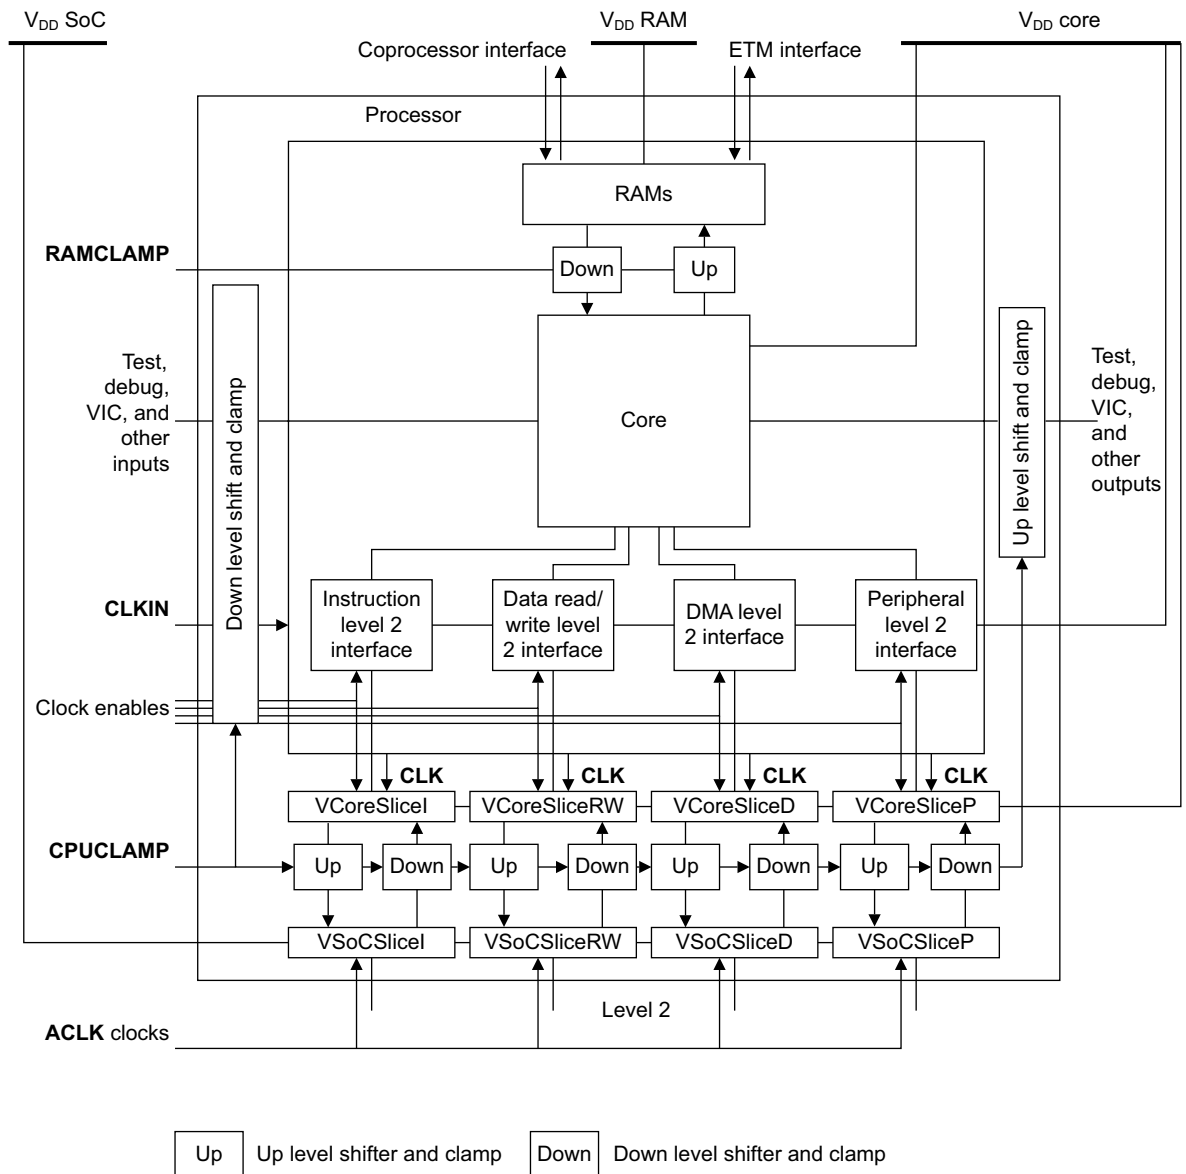 VDD SoC
VDD RAM
VDD core
Coprocessor interface
ETM interface
Processor
RAMs
RAMCLAMP
Down
Up
Test,
debug,
VIC, and
other
inputs
Down level shift and clamp
Core
Up level shift and clamp
Test,
debug,
VIC,
and
other
outputs
CLKIN
Instruction
level 2
interface
Data read/
write level
2 interface
DMA level
2 interface
Peripheral
level 2
interface
Clock enables
CLK
CLK
CLK
CLK
VCoreSliceI
VCoreSliceRW
VCoreSliceD
VCoreSliceP
CPUCLAMP
Up
Down
Up
Down
Up
Down
Up
Down
VSoCSliceI
VSoCSliceRW
VSoCSliceD
VSoCSliceP
Level 2
ACLK clocks
Up
Up level shifter and clamp
Down
Down level shifter and clamp